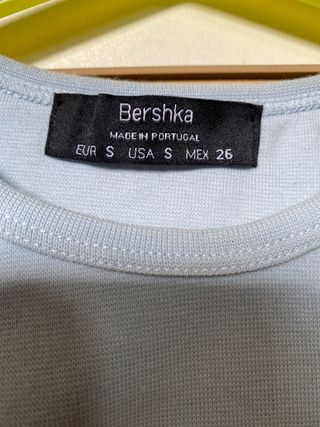 Bershka
MADE IN PORTUGAL
EUR S USA S MEX 26